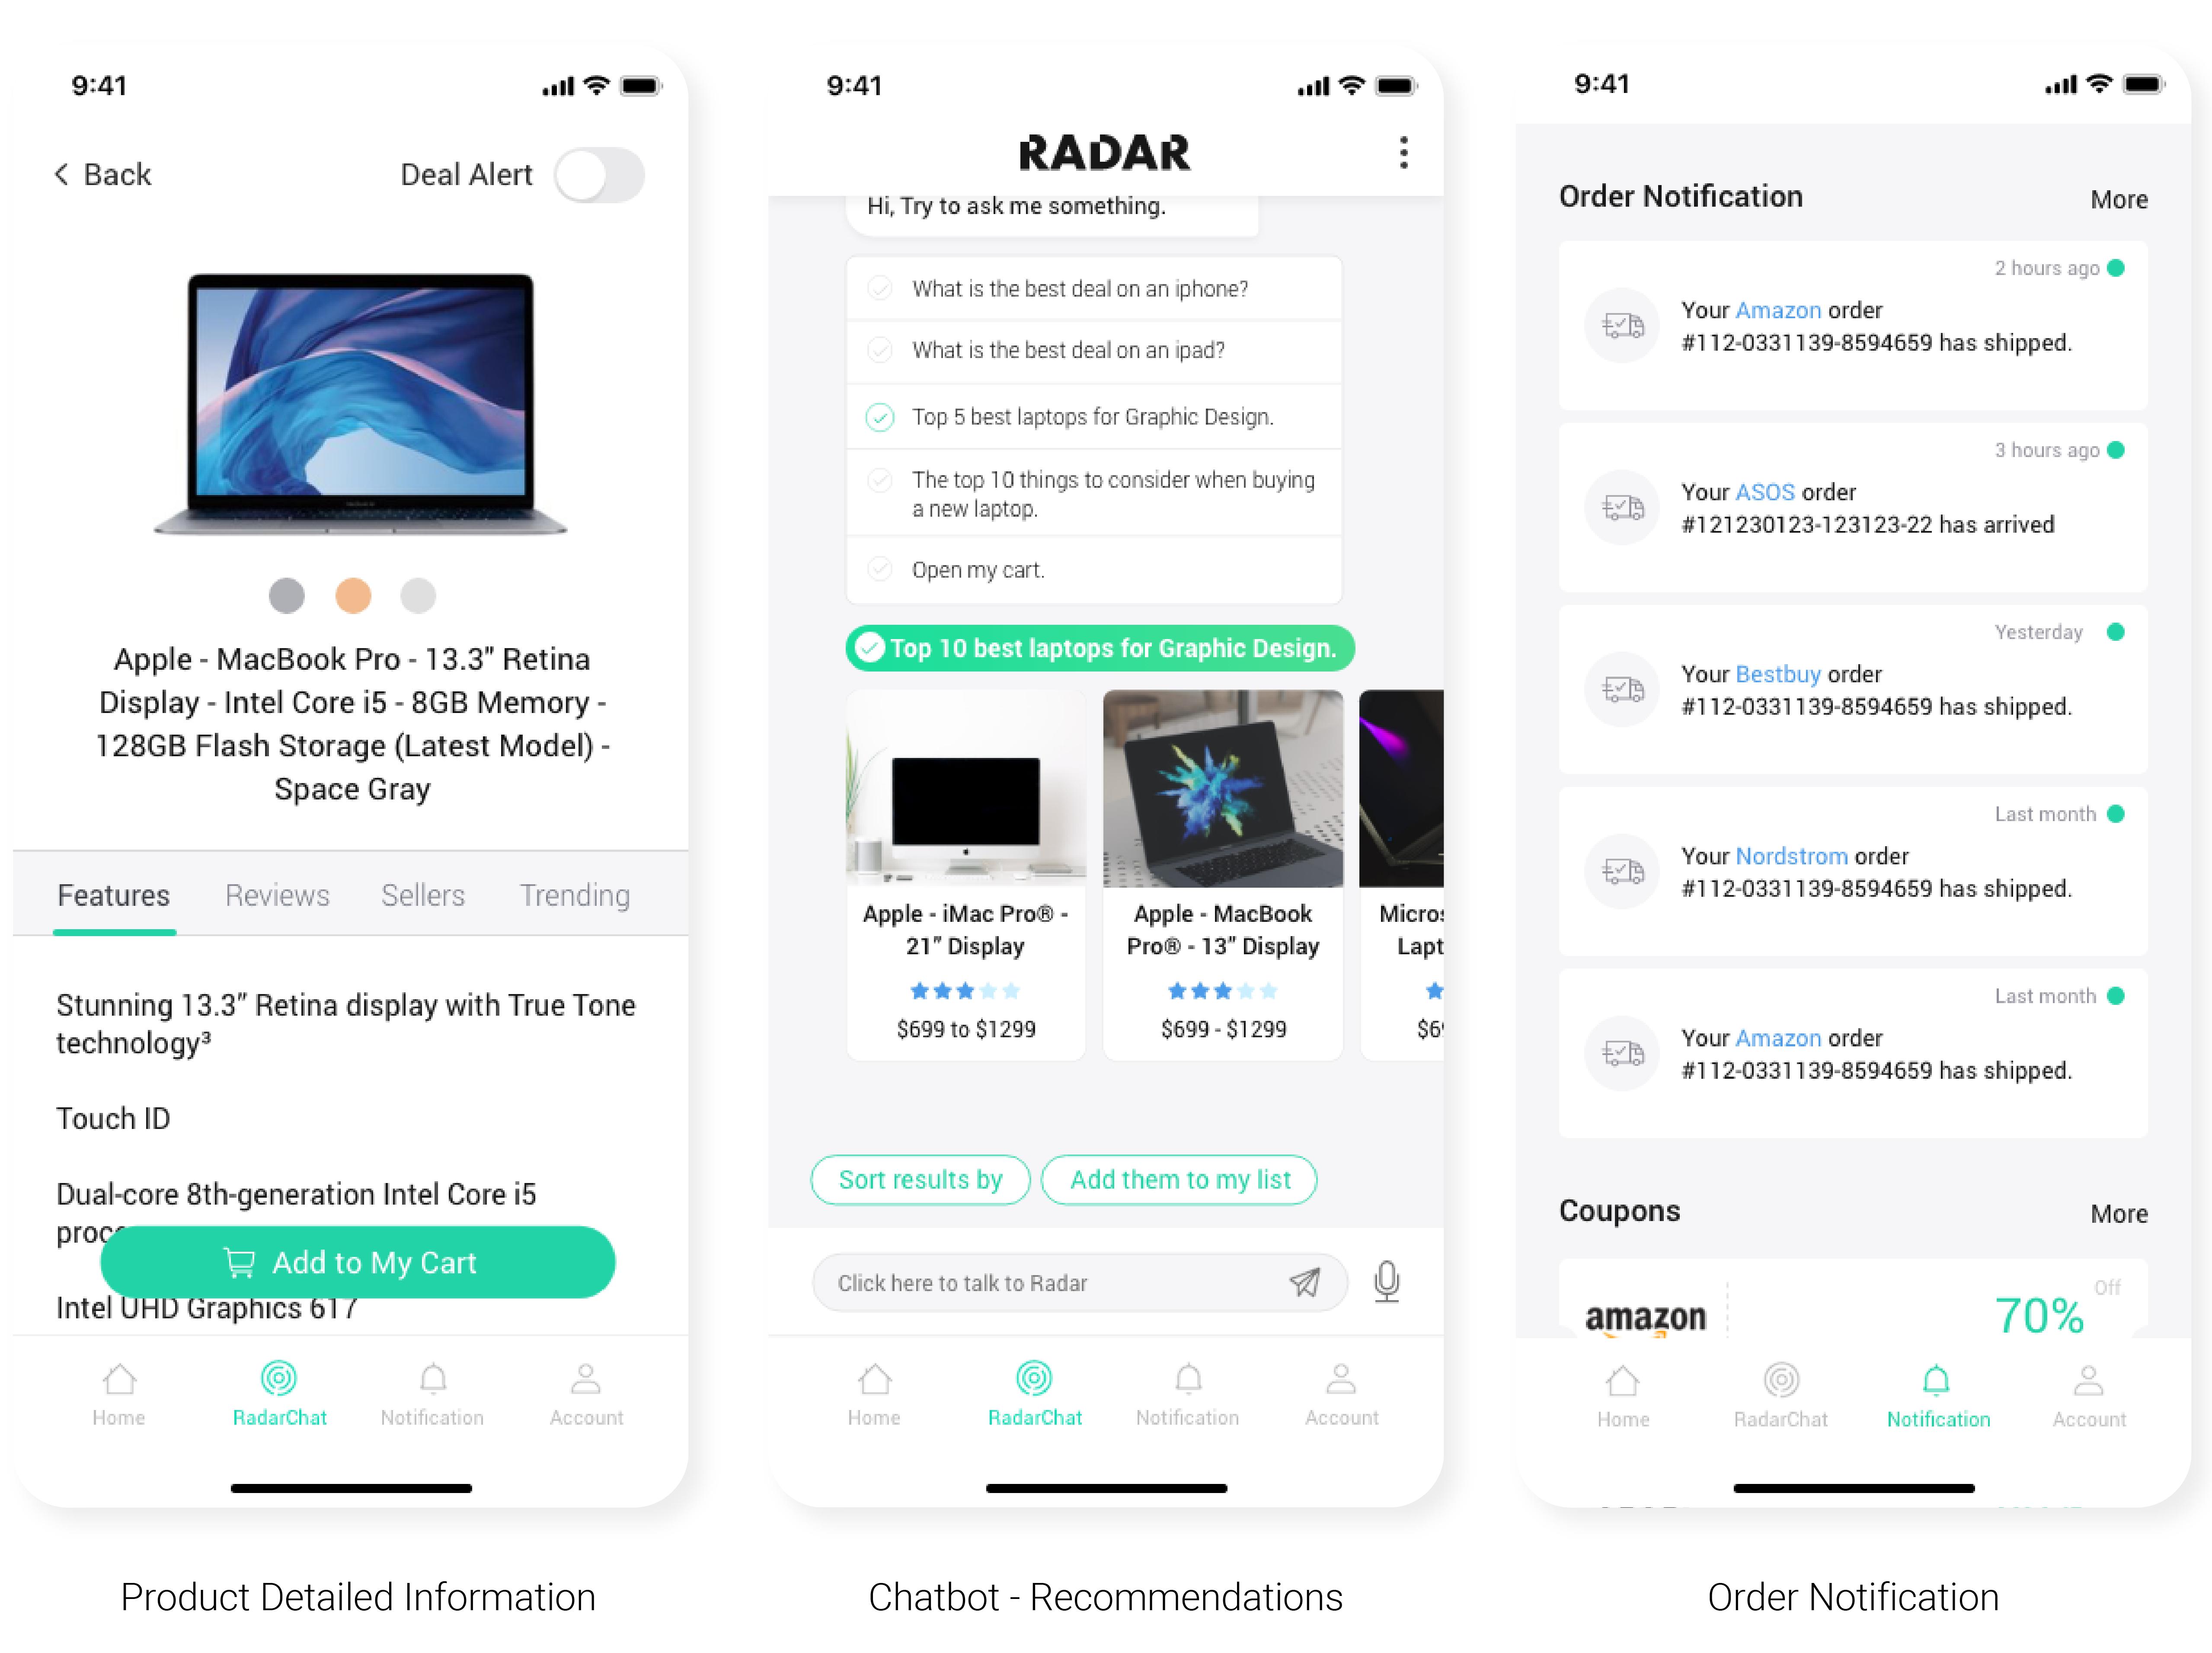 9:41
Back
Deal Alert
Apple - MacBook Pro - 13.3" Retina
Display - Intel Core i5 - 8GB Memory -
128GB Flash Storage (Latest Model) -
Space Gray
Features
Reviews
Sellers
Trending
Stunning 13.3" Retina display with True Tone
technology³
Touch ID
Dual-core 8th-generation Intel Core i5
Add to My Cart
Intel UHD Graphics 617
Home
RadarChat
Notification
Account
Product Detailed Information
9:41
RADAR
Hi, Try to ask me something.
What is the best deal on an iphone?
What is the best deal on an ipad?
Top 5 best laptops for Graphic Design.
The top 10 things to consider when buying
a new laptop.
Open my cart.
Top 10 best laptops for Graphic Design.
Apple - iMac Pro® -
21” Display
$699 to $1299
Apple - MacBook
Pro® - 13” Display
$699 - $1299
Sort results by
Add them to my list
Click here to talk to Radar
Home
RadarChat
Notification
Account
Chatbot - Recommendations
9:41
Order Notification
More
2 hours ago
Your Amazon order
#112-0331139-8594659 has shipped.
3 hours ago
Your ASOS order
#121230123-123123-22 has arrived
Yesterday
Your Bestbuy order
#112-0331139-8594659 has shipped.
Last month
Your Nordstrom order
#112-0331139-8594659 has shipped.
Last month
Your Amazon order
#112-0331139-8594659 has shipped.
Coupons
More
amazon
70%
Off
Home
RadarChat
Notification
Account
Order Notification